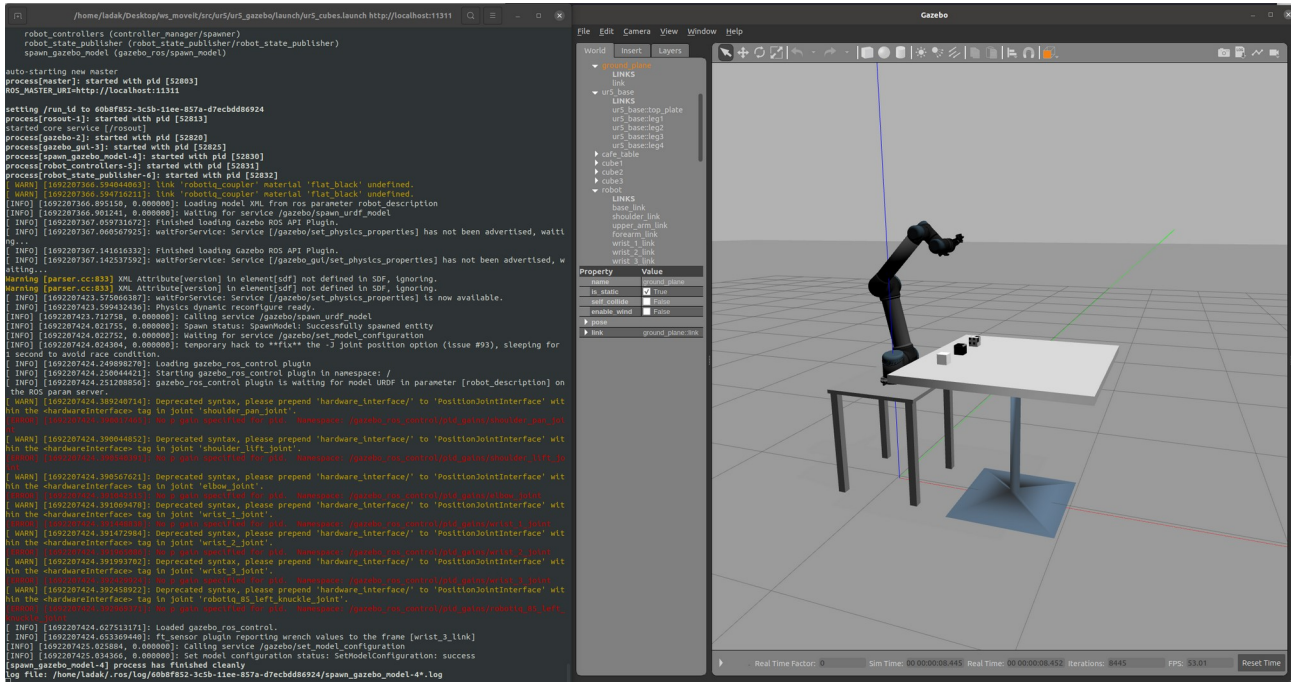 /home/ladak/Desktop/ws_moveit/src/ur5/ur5_gazebo/launch/ur5_cubes.launch http://localhost:11311
robot_controllers (controller_manager/spawner)
robot_state_publisher (robot_state_publisher/robot_state_publisher)
spawn_gazebo_model (gazebo_ros/spawn_model)
auto-starting new master
process[master]: started with pid [52803]
ROS_MASTER_URI=http://localhost:11311
setting /run_id to 60b8f852-3c5b-11ee-857a-d7ecbdd86924
process[rosout-1]: started with pid [52813]
started core service [/rosout]
process[gazebo-2]: started with pid [52820]
process[gazebo_gui-3]: started with pid [52825]
process[spawn_gazebo_model-4]: started with pid [52830]
process[robot_controllers-5]: started with pid [52831]
process[robot_state_publisher-6]: started with pid [52832]
[ WARN] [1692207366.594044063]: link 'robotiq_coupler' material 'flat_black' undefined.
[ WARN] [1692207366.594716211]: link 'robotiq_coupler' material 'flat_black' undefined.
[INFO] [1692207366.895150, 0.000000]: Loading model XML from ros parameter robot_description
[INFO] [1692207366.901241, 0.000000]: Waiting for service /gazebo/spawn_urdf_model
[ INFO] [1692207367.059731672]: Finished loading Gazebo ROS API Plugin.
[ INFO] [1692207367.060567925]: waitForService: Service [/gazebo/set_physics_properties] has not been advertised, waiti
ng...
[ INFO] [1692207367.141616332]: Finished loading Gazebo ROS API Plugin.
[ INFO] [1692207367.142537592]: waitForService: Service [/gazebo_gui/set_physics_properties] has not been advertised, w
aiting...
Warning [parser.cc:833] XML Attribute[version] in element[sdf] not defined in SDF, ignoring.
Warning [parser.cc:833] XML Attribute[version] in element[sdf] not defined in SDF, ignoring.
[ INFO] [1692207423.575066387]: waitForService: Service [/gazebo/set_physics_properties] is now available.
[ INFO] [1692207423.599432436]: Physics dynamic reconfigure ready.
[INFO] [1692207423.712758, 0.000000]: Calling service /gazebo/spawn_urdf_model
[INFO] [1692207424.021755, 0.000000]: Spawn status: SpawnModel: Successfully spawned entity
[INFO] [1692207424.022752, 0.000000]: Waiting for service /gazebo/set_model_configuration
[INFO] [1692207424.024304, 0.000000]: temporary hack to **fix** the -J joint position option (issue #93), sleeping for
1 second to avoid race condition.
[ INFO] [1692207424.249898270]: Loading gazebo_ros_control plugin
[ INFO] [1692207424.250044421]: Starting gazebo_ros_control plugin in namespace: /
[ INFO] [1692207424.251208856]: gazebo_ros_control plugin is waiting for model URDF in parameter [robot_description] on
the ROS param server.
[ WARN] [1692207424.389240714]: Deprecated syntax, please prepend 'hardware_interface/' to 'PositionJointInterface' wit
hin the <hardwareInterface> tag in joint 'shoulder_pan_joint'.
[ WARN] [1692207424.390044852]: Deprecated syntax, please prepend 'hardware_interface/' to 'PositionJointInterface' wit
hin the <hardwareInterface> tag in joint 'shoulder_lift_joint'.
[ WARN] [1692207424.390567621]: Deprecated syntax, please prepend 'hardware_interface/' to 'PositionJointInterface' wit
hin the <hardwareInterface> tag in joint 'elbow_joint'.
[ WARN] [1692207424.391069478]: Deprecated syntax, please prepend 'hardware_interface/' to 'PositionJointInterface' wit
hin the <hardwareInterface> tag in joint 'wrist_1_joint'.
[ WARN] [1692207424.391472984]: Deprecated syntax, please prepend 'hardware_interface/' to 'PositionJointInterface' wit
hin the <hardwareInterface> tag in joint 'wrist_2_joint'.
[ WARN] [1692207424.391993702]: Deprecated syntax, please prepend 'hardware_interface/' to 'PositionJointInterface' wit
hin the <hardwareInterface> tag in joint 'wrist_3_joint'.
[ WARN] [1692207424.392458922]: Deprecated syntax, please prepend 'hardware_interface/' to 'PositionJointInterface' wit
hin the <hardwareInterface> tag in joint 'robotiq_85_left_knuckle_joint'.
[ INFO] [1692207424.627513171]: Loaded gazebo_ros_control.
[ INFO] [1692207424.653369440]: ft_sensor plugin reporting wrench values to the frame [wrist_3_link]
[INFO] [1692207425.025884, 0.000000]: Calling service /gazebo/set_model_configuration
[INFO] [1692207425.034366, 0.000000]: Set model configuration status: SetModelConfiguration: success
[spawn_gazebo_model-4] process has finished cleanly
log file: /home/ladak/.ros/log/60b8f852-3c5b-11ee-857a-d7ecbdd86924/spawn_gazebo_model-4*.log
Gazebo
File Edit Camera View Window Help
World Insert Layers
ground_plane
LINKS
link
ur5_base
LINKS
ur5_base::top_plate
ur5_base::leg1
ur5_base::leg2
ur5_base::leg3
ur5_base::leg4
cafe_table
cube1
cube2
cube3
robot
LINKS
base_link
shoulder_link
upper_arm_link
forearm_link
wrist_1_link
wrist_2_link
wrist_3_link
Property Value
name ground_plane
is_static True
self_collide False
enable_wind False
pose
link ground_plane::link
Real Time Factor: 0 Sim Time: 00 00:00:08.445 Real Time: 00 00:00:08.452 Iterations: 8445 FPS: 53.01 Reset Time